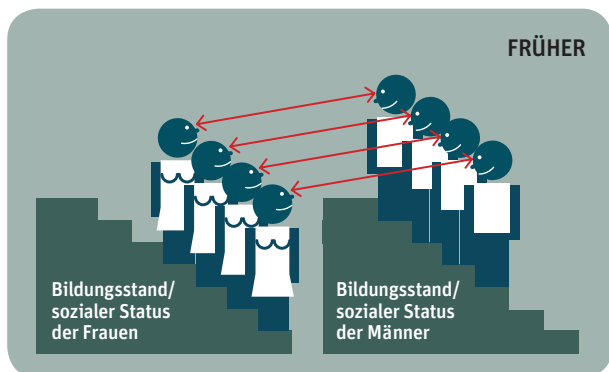 FRÜHER
Bildungsstand/
sozialer Status
der Frauen
Bildungsstand/
sozialer Status
der Männer